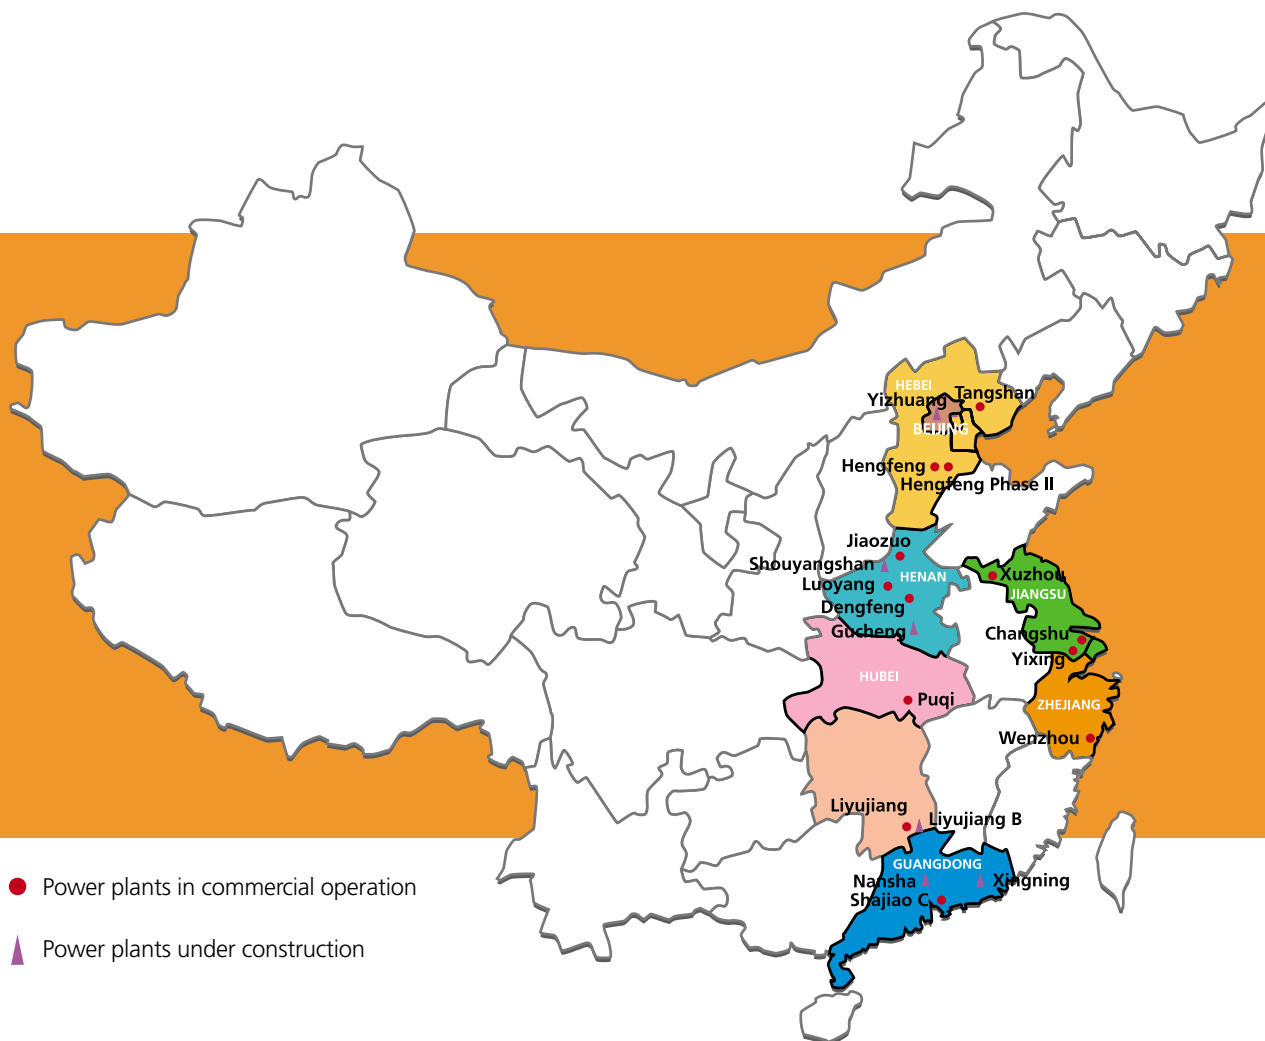 HEBEI
Tangshan
Yizhuang
BEIJING
Hengfeng
Hengfeng Phase II
Jiaozuo
Shouyangshan
HENAN
Luoyang
Dengfeng
Gucheng
Xuzhou
JIANGSU
Changshu
Yixing
HUBEI
Puqi
ZHEJIANG
Wenzhou
Liyujiang
Liyujiang B
GUANGDONG
Nansha
Xingning
Shajiao C
Power plants in commercial operation
Power plants under construction